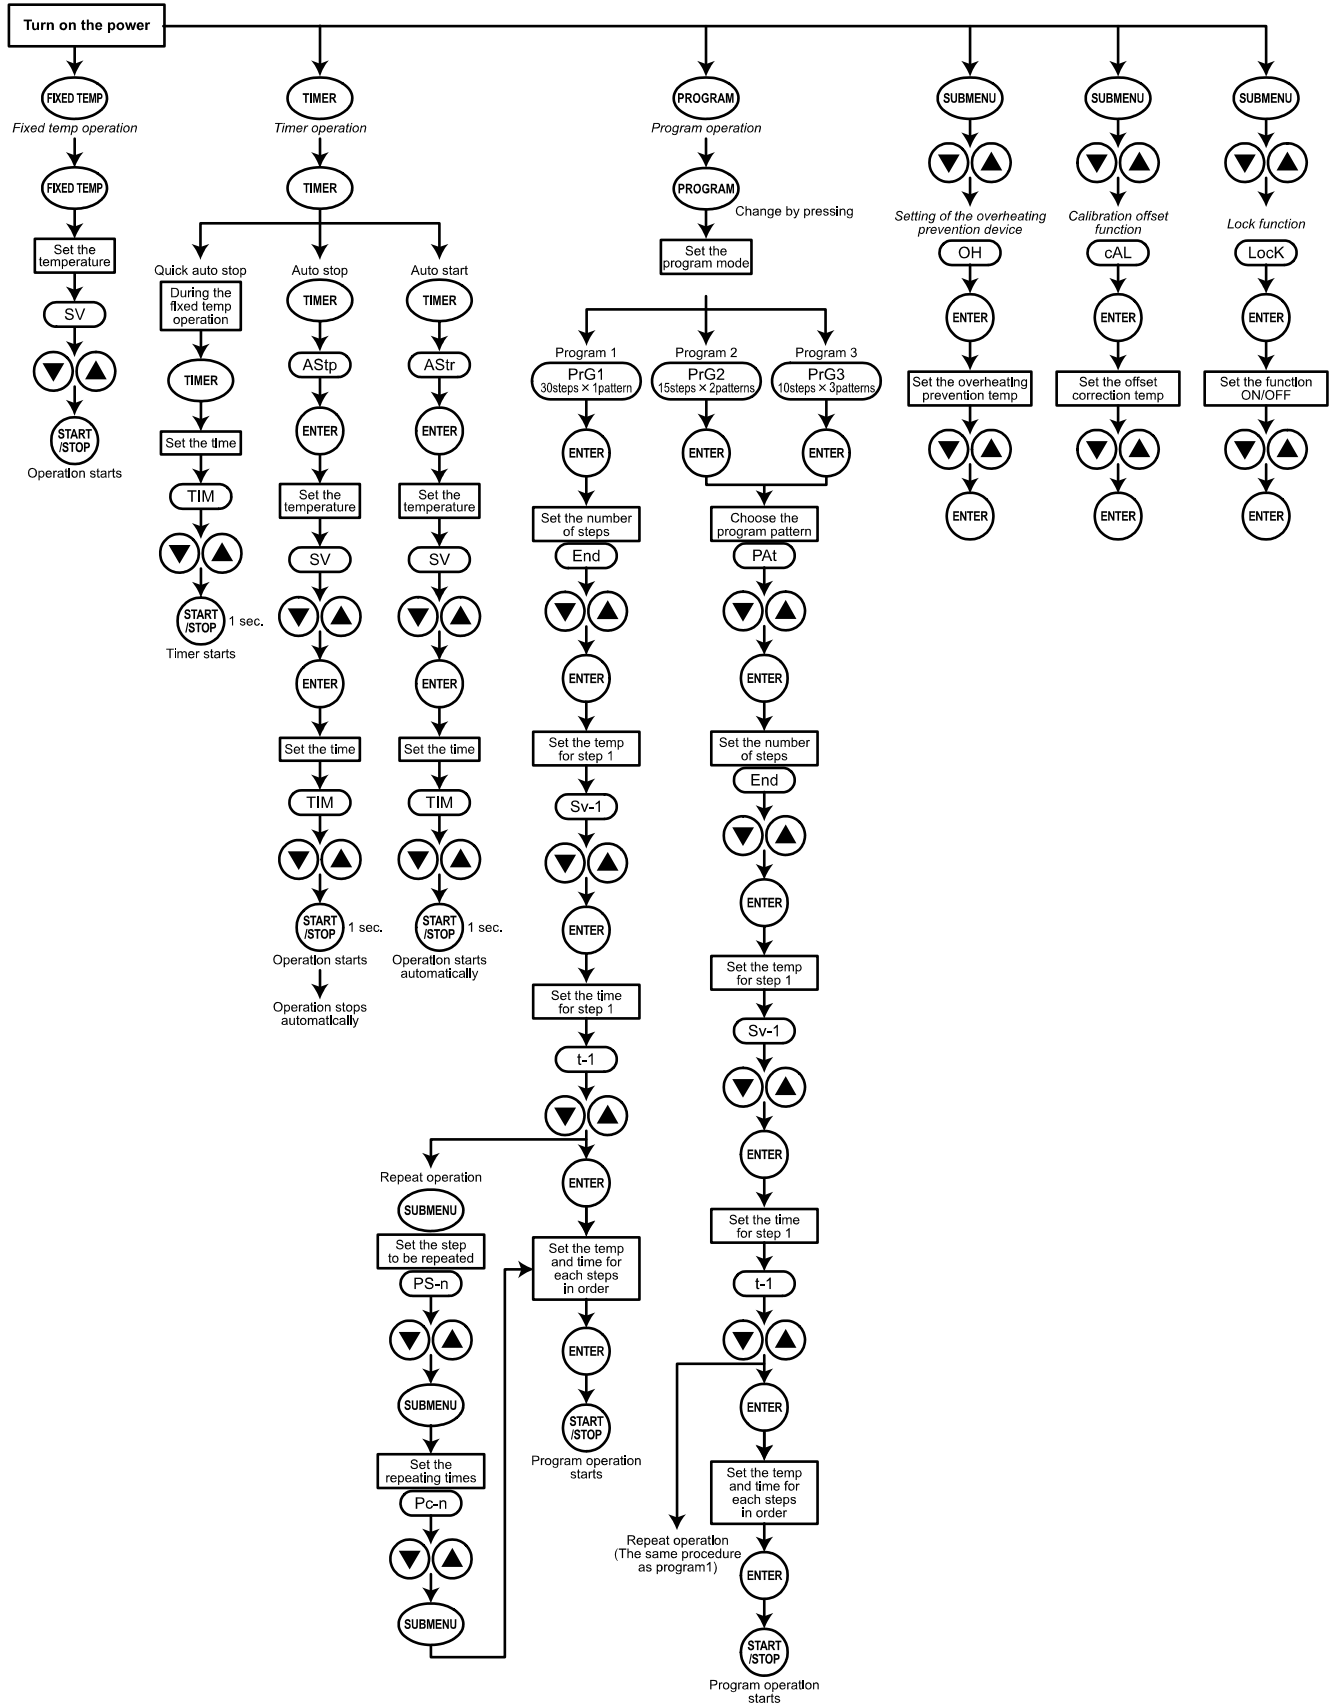 Turn on the power
FIXED TEMP
Fixed temp operation
FIXED TEMP
Set the
temperature
SV
START
/STOP
Operation starts
TIMER
Timer operation
TIMER
Quick auto stop
During the
fixed temp
operation
TIMER
Set the time
TIM
START
/STOP
1 sec.
Timer starts
Auto stop
TIMER
AStp
ENTER
Set the
temperature
SV
ENTER
Set the time
TIM
START
/STOP
1 sec.
Operation starts
Operation stops
automatically
Auto start
TIMER
AStr
ENTER
Set the
temperature
SV
ENTER
Set the time
TIM
START
/STOP
1 sec.
Operation starts
automatically
PROGRAM
Program operation
PROGRAM
Change by pressing
Set the
program mode
Program 1
PrG1
30steps × 1pattern
ENTER
Set the number
of steps
End
ENTER
Set the temp
for step 1
Sv-1
ENTER
Set the time
for step 1
t-1
Repeat operation
SUBMENU
Set the step
to be repeated
PS-n
SUBMENU
Set the
repeating times
Pc-n
SUBMENU
ENTER
Set the temp
and time for
each steps
in order
ENTER
START
/STOP
Program operation
starts
Program 2
PrG2
15steps × 2patterns
ENTER
Program 3
PrG3
10steps × 3patterns
ENTER
Choose the
program pattern
PAt
ENTER
Set the number
of steps
End
ENTER
Set the temp
for step 1
Sv-1
ENTER
Set the time
for step 1
t-1
Repeat operation
(The same procedure
as program1)
ENTER
Set the temp
and time for
each steps
in order
ENTER
START
/STOP
Program operation
starts
SUBMENU
Setting of the overheating
prevention device
OH
ENTER
Set the overheating
prevention temp
ENTER
SUBMENU
Calibration offset
function
cAL
ENTER
Set the offset
correction temp
ENTER
SUBMENU
Lock function
LocK
ENTER
Set the function
ON/OFF
ENTER